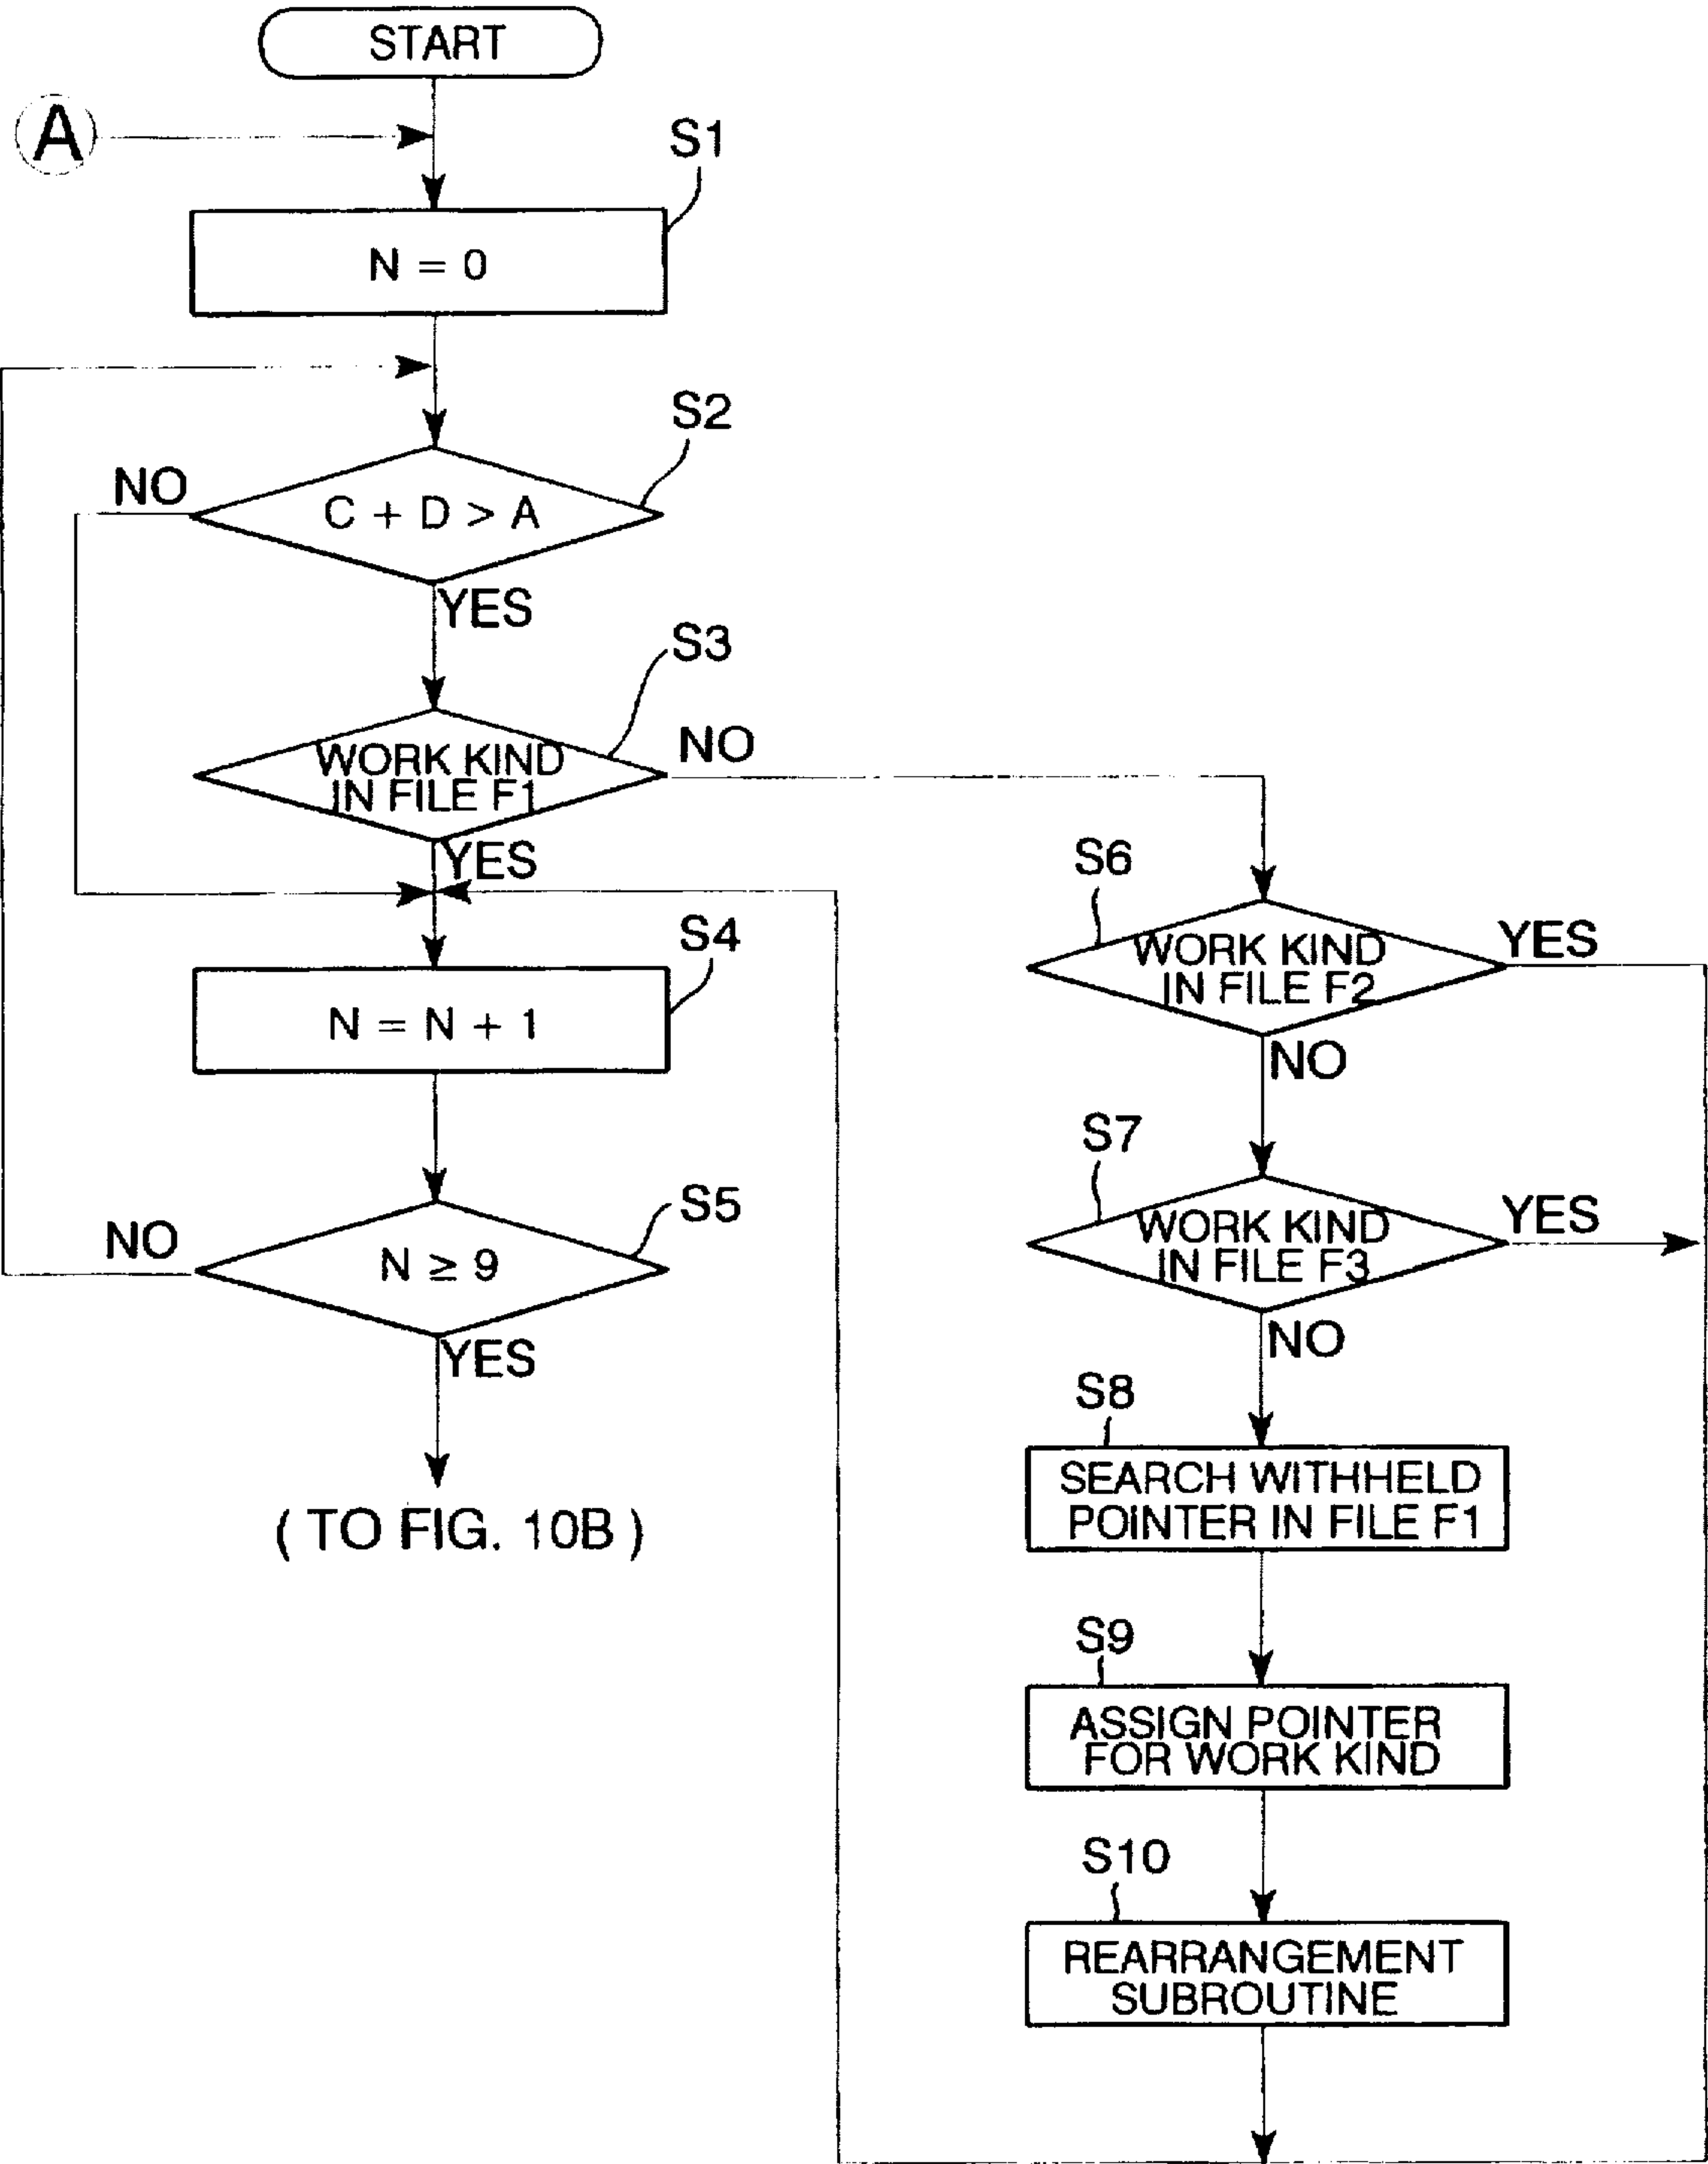 START
A
S1
N = 0
S2
NO
C + D > A
YES
S3
WORK KIND
IN FILE F1
NO
YES
S4
N = N + 1
S5
NO
N ≥ 9
YES
( TO FIG. 10B )
S6
WORK KIND
IN FILE F2
YES
NO
S7
WORK KIND
IN FILE F3
YES
NO
S8
SEARCH WITHHELD
POINTER IN FILE F1
S9
ASSIGN POINTER
FOR WORK KIND
S10
REARRANGEMENT
SUBROUTINE